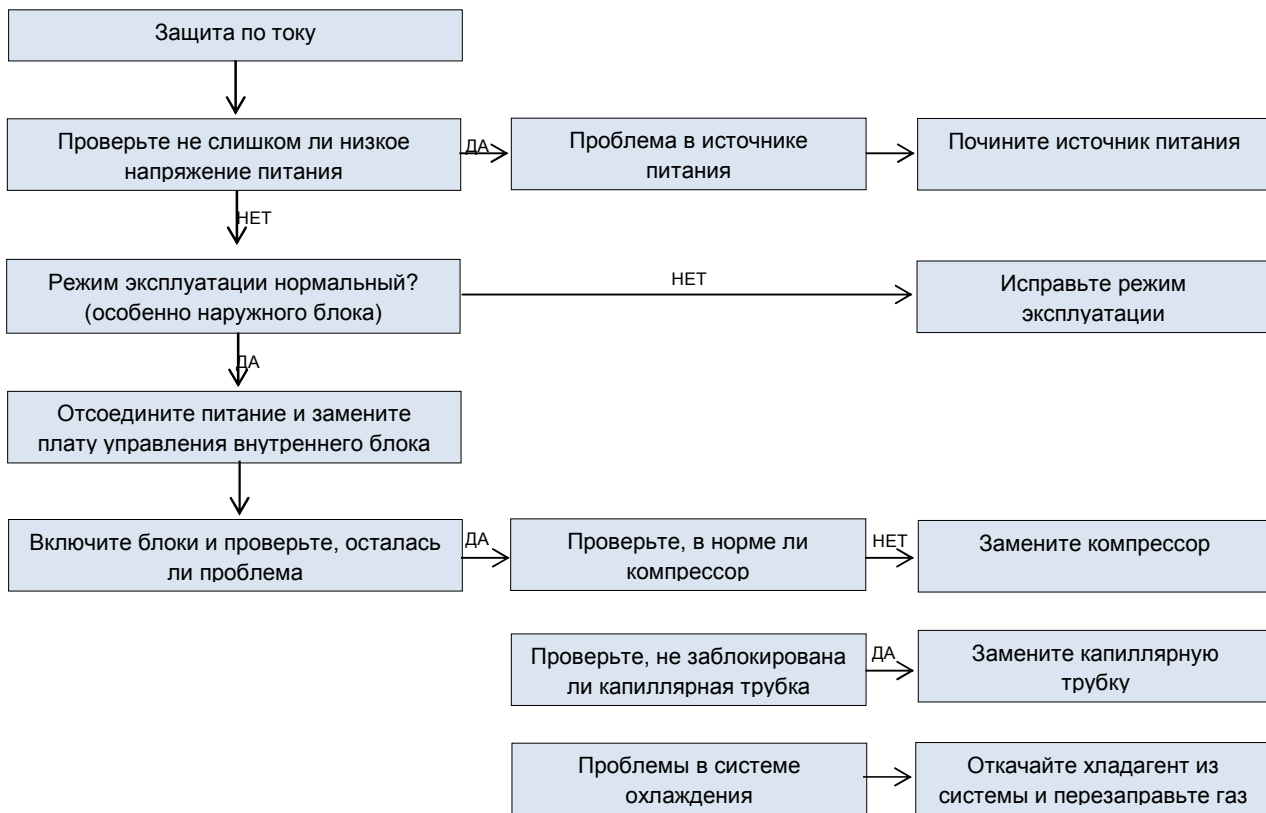 Защита по току
Проверьте не слишком ли низкое
напряжение питания
ДА
Проблема в источнике
питания
Почините источник питания
НЕТ
Режим эксплуатации нормальный?
(особенно наружного блока)
НЕТ
Исправьте режим
эксплуатации
ДА
Отсоедините питание и замените
плату управления внутреннего блока
Включите блоки и проверьте, осталась
ли проблема
ДА
Проверьте, в норме ли
компрессор
НЕТ
Замените компрессор
Проверьте, не заблокирована
ли капиллярная трубка
ДА
Замените капиллярную
трубку
Проблемы в системе
охлаждения
Откачайте хладагент из
системы и перезаправьте газ